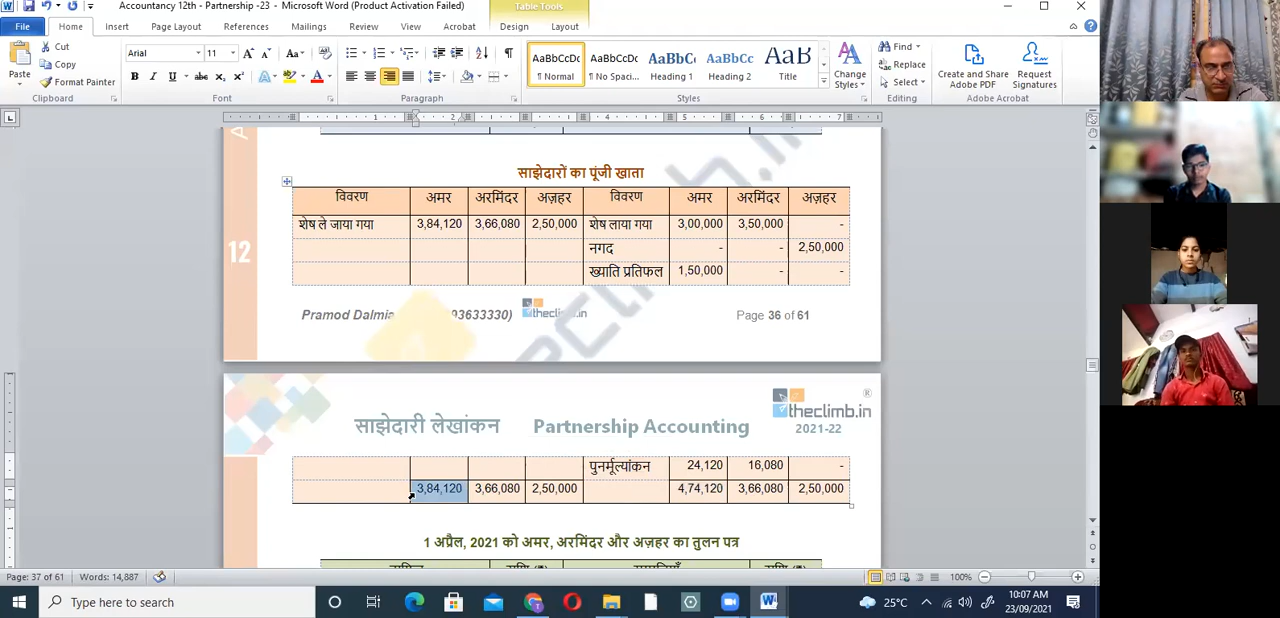 Accountancy 12th - Partnership -23 - Microsoft Word (Product Activation Failed)
Table Tools
File Home Insert Page Layout References Mailings Review View Acrobat Design Layout
Paste Cut Copy Format Painter
Arial 11
AaBbCcDc AaBbCcDc AaBbCc AaBbCc AaB
¶ Normal ¶ No Spaci... Heading 1 Heading 2 Title
Change Styles
Find Replace Select
Create and Share Adobe PDF
Request Signatures
Clipboard Font Paragraph Styles Editing Adobe Acrobat
साझेदारों का पूंजी खाता
विवरण अमर अरमिंदर अज़हर विवरण अमर अरमिंदर अज़हर
शेष ले जाया गया 3,84,120 3,66,080 2,50,000 शेष लाया गया 3,00,000 3,50,000 -
नगद - - 2,50,000
ख्याति प्रतिफल 1,50,000 - -
12
Pramod Dalmia 93633330) theclimb.in Page 36 of 61
theclimb.in
साझेदारी लेखांकन Partnership Accounting 2021-22
पुनर्मूल्यांकन 24,120 16,080 -
3,84,120 3,66,080 2,50,000 4,74,120 3,66,080 2,50,000
1 अप्रैल, 2021 को अमर, अरमिंदर और अज़हर का तुलन पत्र
Page: 37 of 61 Words: 14,887 100%
Type here to search
25°C
10:07 AM
23/09/2021